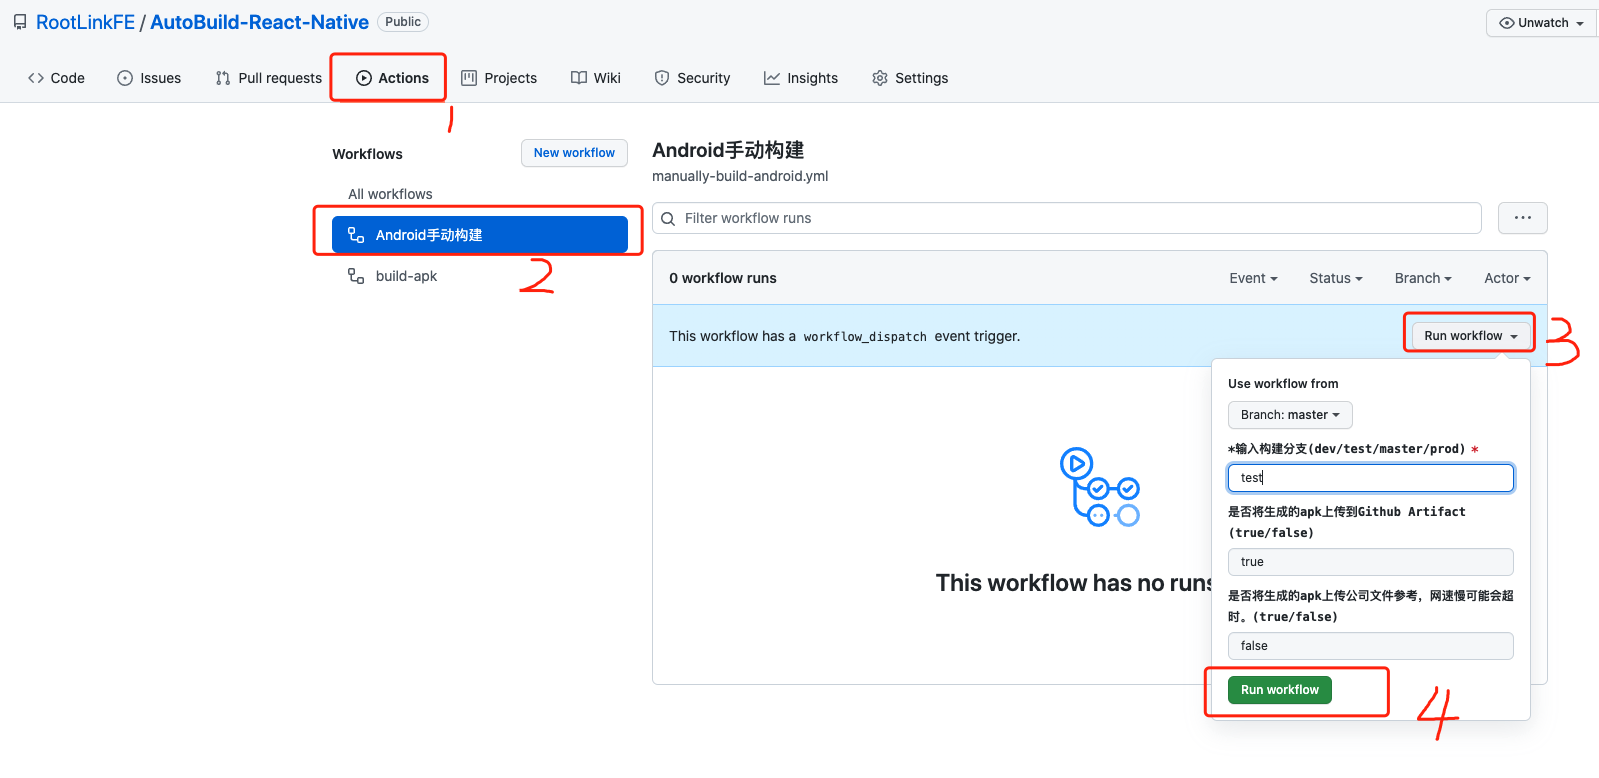 RootLinkFE / AutoBuild-React-Native Public
Unwatch
Code Issues Pull requests Actions Projects Wiki Security Insights Settings
1
Workflows
New workflow
All workflows
Android手动构建
2
build-apk
Android手动构建
manually-build-android.yml
Filter workflow runs
...
0 workflow runs
Event Status Branch Actor
This workflow has a workflow_dispatch event trigger.
Run workflow
3
Use workflow from
Branch: master
*输入构建分支(dev/test/master/prod) *
test
是否将生成的apk上传到Github Artifact
(true/false)
true
是否将生成的apk上传公司文件参考，网速慢可能会超
时。(true/false)
false
Run workflow
4
This workflow has no runs